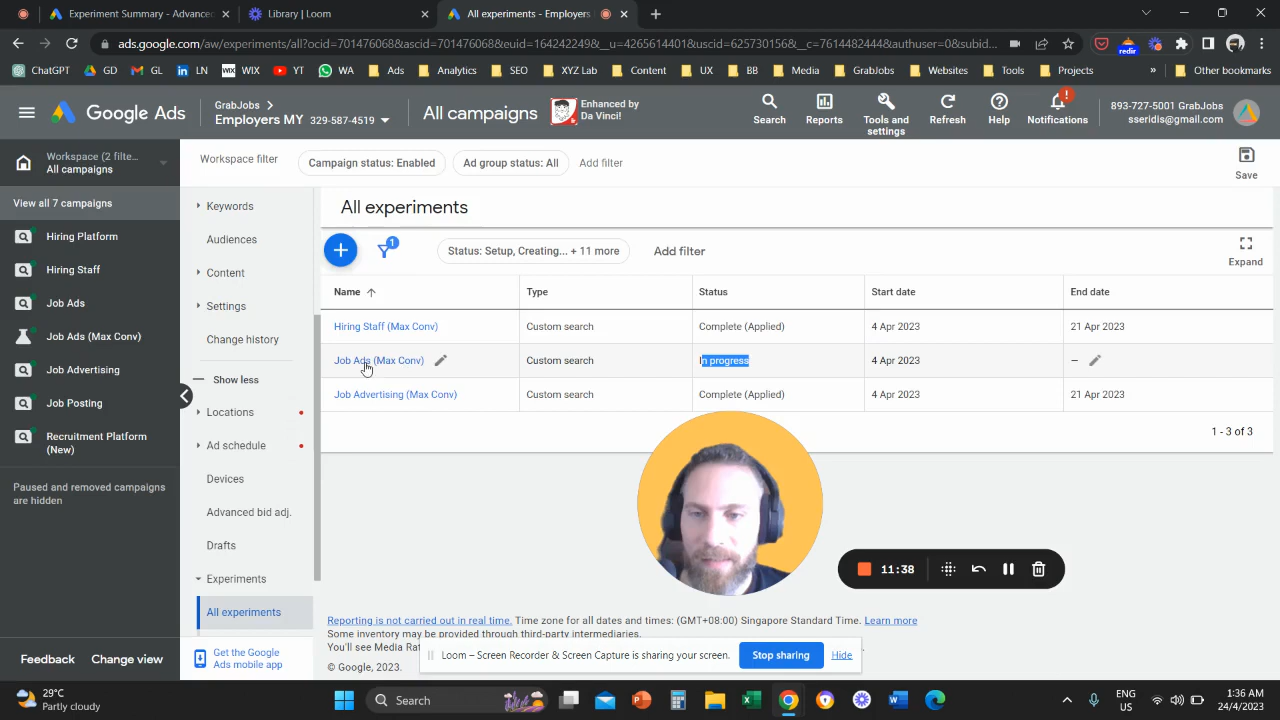 Experiment Summary - Advance
Library | Loom
All experiments - Employers
ads.google.com/aw/experiments/all?ocid=701476068&ascid=701476068&euid=1642422498&__u=4265614401&uscid=6257301568&__c=7614482444&authuser=0&subid...
redir
ChatGPT
GD
GL
LN
WIX
WIX
YT
WA
Ads
Analytics
SEO
XYZ Lab
Content
UX
BB
Media
GrabJobs
Websites
Tools
Projects
»
Other bookmarks
Google Ads
GrabJobs
Employers MY 329-587-4519
All campaigns
Enhanced by
Da Vinci!
Search
Reports
Tools and
settings
Refresh
Help
!
Notifications
893-727-5001 GrabJobs
sseridis@gmail.com
Workspace (2 filte...
All campaigns
Workspace filter
Campaign status: Enabled
Ad group status: All
Add filter
Save
View all 7 campaigns
Hiring Platform
Hiring Staff
Job Ads
Job Ads (Max Conv)
Job Advertising
Job Posting
Recruitment Platform
(New)
Paused and removed campaigns
are hidden
Keywords
Audiences
Content
Settings
Change history
Show less
Locations
Ad schedule
Devices
Advanced bid adj.
Drafts
Experiments
All experiments
All experiments
1
Status: Setup, Creating... + 11 more
Add filter
Expand
Name
Type
Status
Start date
End date
Hiring Staff (Max Conv)
Custom search
Complete (Applied)
4 Apr 2023
21 Apr 2023
Job Ads (Max Conv)
Custom search
In progress
4 Apr 2023
–
Job Advertising (Max Conv)
Custom search
Complete (Applied)
4 Apr 2023
21 Apr 2023
1 - 3 of 3
11:38
Reporting is not carried out in real time. Time zone for all dates and times: (GMT+08:00) Singapore Standard Time. Learn more
Some inventory may be provided through third-party intermediaries.
You'll see Media Rat
© Google, 2023.
Loom – Screen Recorder & Screen Capture is sharing your screen.
Stop sharing
Hide
Feedback
Change view
Get the Google
Ads mobile app
29°C
Partly cloudy
Search
ENG
US
1:36 AM
24/4/2023